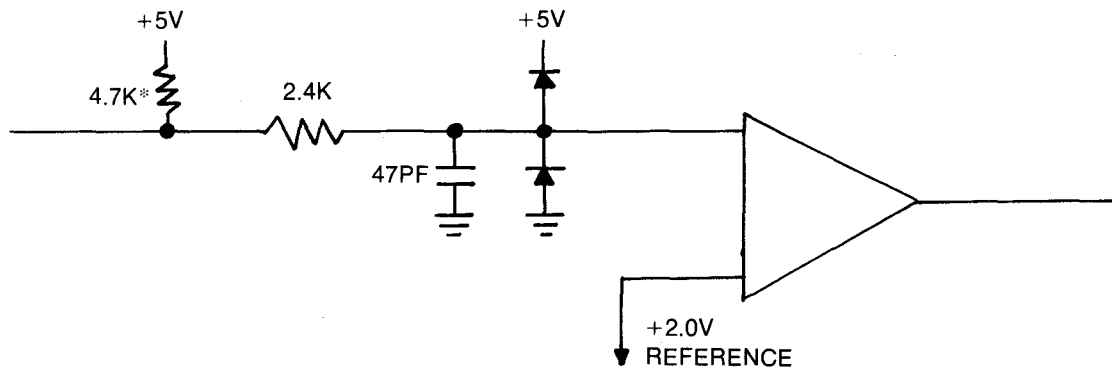 +5V
+5V
4.7K*
2.4K
47PF
+2.0V
REFERENCE